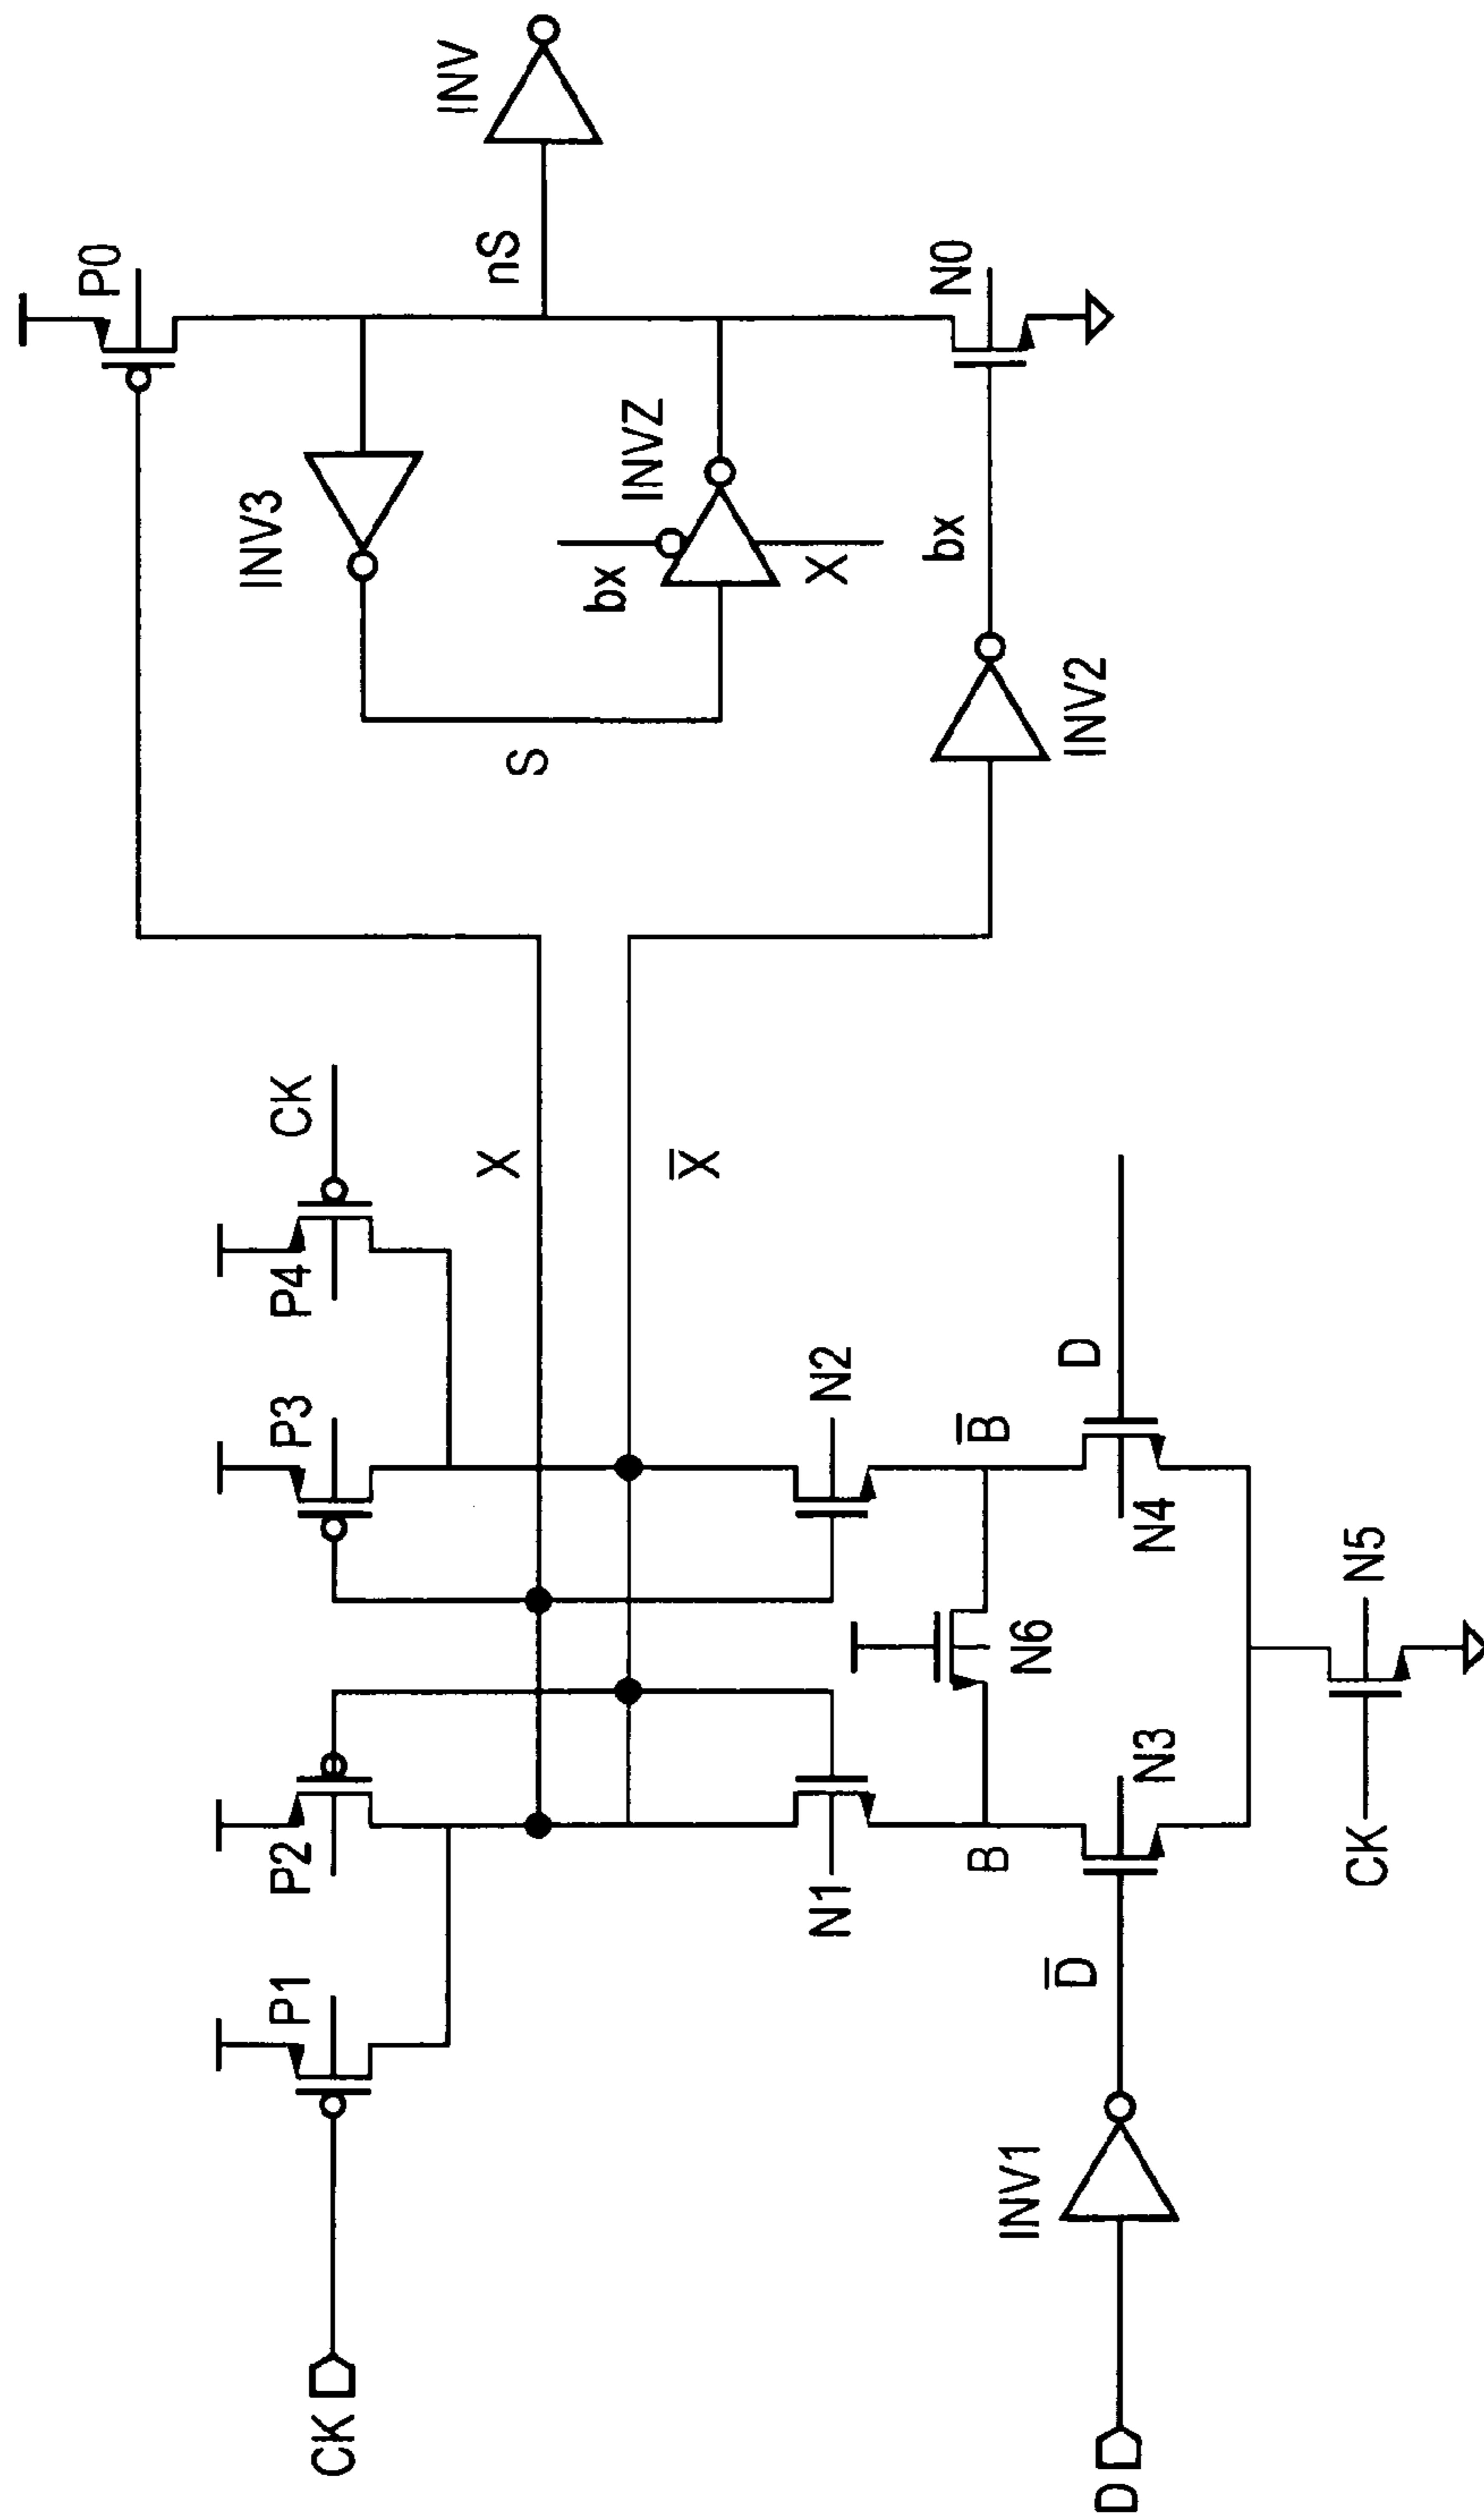 CK
P1
P2
P3
P4
CK
P0
INV
nS
INV3
INVZ
bx
X
S
X
X̅
bx
N0
INV2
N1
N2
N6
B
B̅
D
INV1
D̅
N3
N4
D
CK
N5